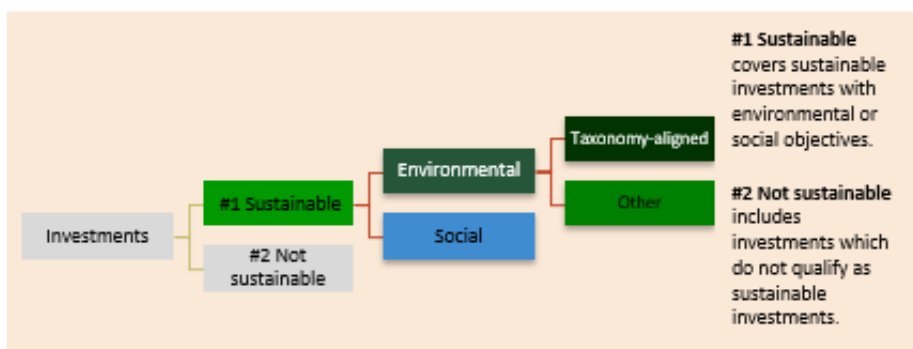 Investments
#1 Sustainable
#2 Not
sustainable
Environmental
Social
Taxonomy-aligned
Other
#1 Sustainable
covers sustainable
investments with
environmental or
social objectives.
#2 Not sustainable
includes
investments which
do not qualify as
sustainable
investments.